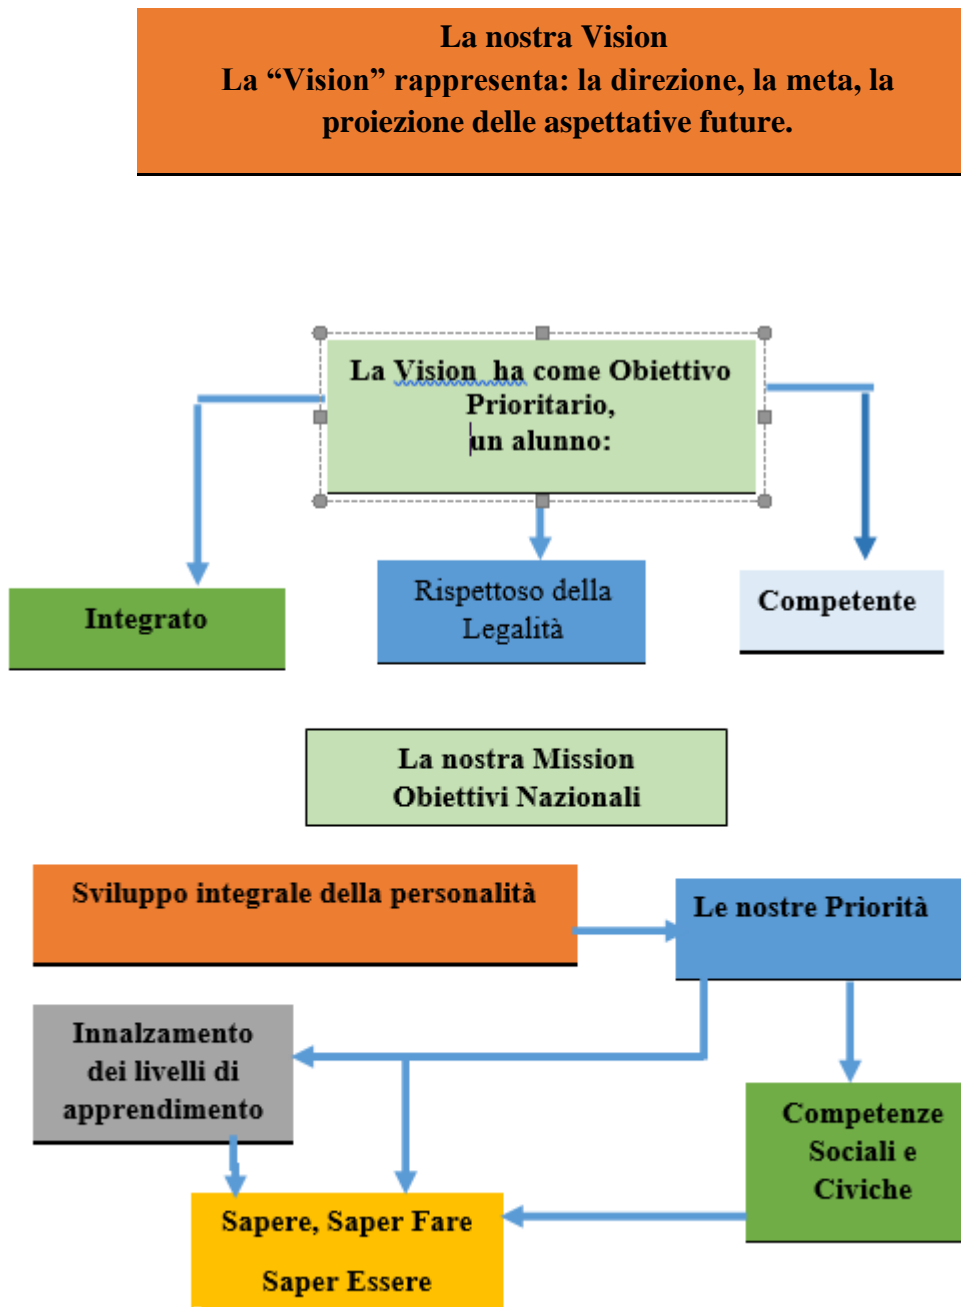 La nostra Vision
La “Vision” rappresenta: la direzione, la meta, la
proiezione delle aspettative future.
La Vision ha come Obiettivo
Prioritario,
un alunno:
Integrato
Rispettoso della
Legalità
Competente
La nostra Mission
Obiettivi Nazionali
Sviluppo integrale della personalità
Le nostre Priorità
Innalzamento
dei livelli di
apprendimento
Competenze
Sociali e
Civiche
Sapere, Saper Fare
Saper Essere